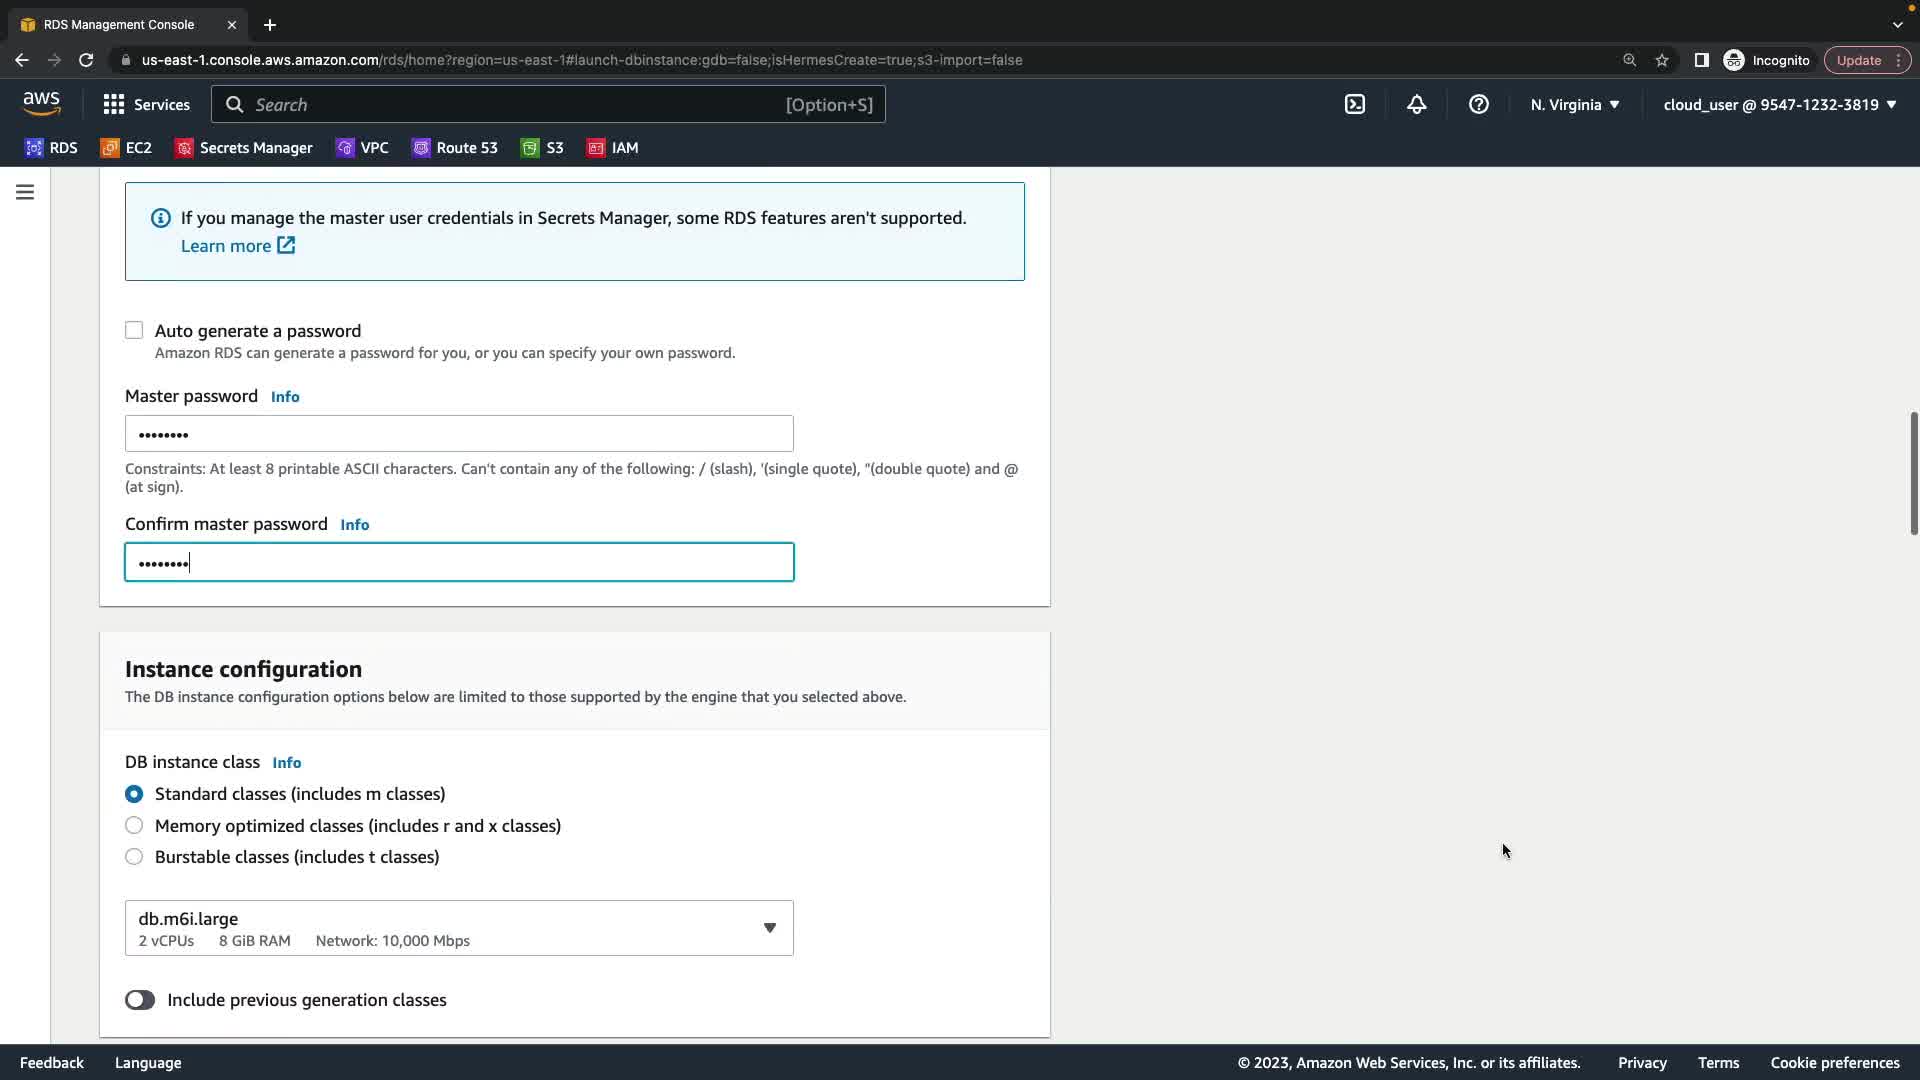 RDS Management Console
us-east-1.console.aws.amazon.com/rds/home?region=us-east-1#launch-dbinstance:gdb=false;isHermesCreate=true;s3-import=false
Incognito
Update
aws
Services
Search
[Option+S]
N. Virginia
cloud_user @ 9547-1232-3819
RDS
EC2
Secrets Manager
VPC
Route 53
S3
IAM
If you manage the master user credentials in Secrets Manager, some RDS features aren't supported.
Learn more
Auto generate a password
Amazon RDS can generate a password for you, or you can specify your own password.
Master password Info
••••••••
Constraints: At least 8 printable ASCII characters. Can't contain any of the following: / (slash), '(single quote), "(double quote) and @
(at sign).
Confirm master password Info
••••••••
Instance configuration
The DB instance configuration options below are limited to those supported by the engine that you selected above.
DB instance class Info
Standard classes (includes m classes)
Memory optimized classes (includes r and x classes)
Burstable classes (includes t classes)
db.m6i.large
2 vCPUs 8 GiB RAM Network: 10,000 Mbps
Include previous generation classes
Feedback
Language
© 2023, Amazon Web Services, Inc. or its affiliates.
Privacy
Terms
Cookie preferences